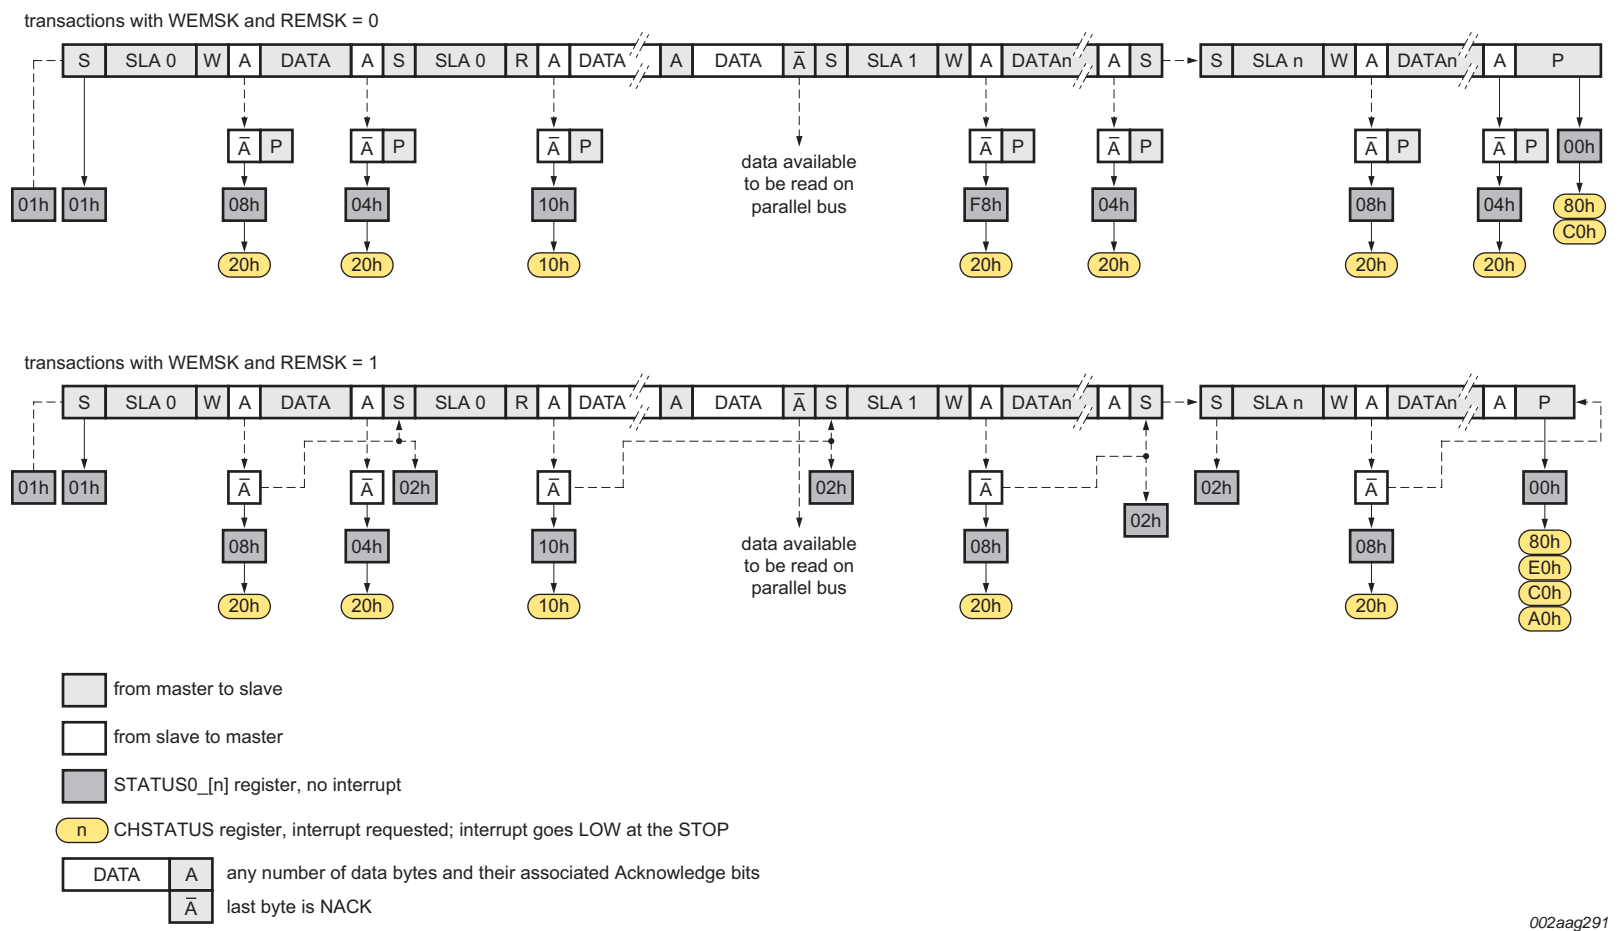 transactions with WEMSK and REMSK = 0
S SLA 0 W A DATA A S SLA 0 R A DATA A DATA A̅ S SLA 1 W A DATAn A S S SLA n W A DATAn A P
A̅ P A̅ P A̅ P A̅ P A̅ P A̅ P A̅ P 00h
data available
to be read on
parallel bus
01h 01h 08h 04h 10h F8h 04h 08h 04h 80h
C0h
20h 20h 10h 20h 20h 20h 20h
transactions with WEMSK and REMSK = 1
S SLA 0 W A DATA A S SLA 0 R A DATA A DATA A̅ S SLA 1 W A DATAn A S S SLA n W A DATAn A P
01h 01h A̅ A̅ 02h A̅ 02h A̅ 02h A̅ 00h
02h
08h 04h 10h 08h 08h 80h
data available
to be read on
parallel bus
E0h
C0h
A0h
20h 20h 10h 20h 20h
from master to slave
from slave to master
STATUS0_[n] register, no interrupt
n CHSTATUS register, interrupt requested; interrupt goes LOW at the STOP
DATA A any number of data bytes and their associated Acknowledge bits
A̅ last byte is NACK
002aag291